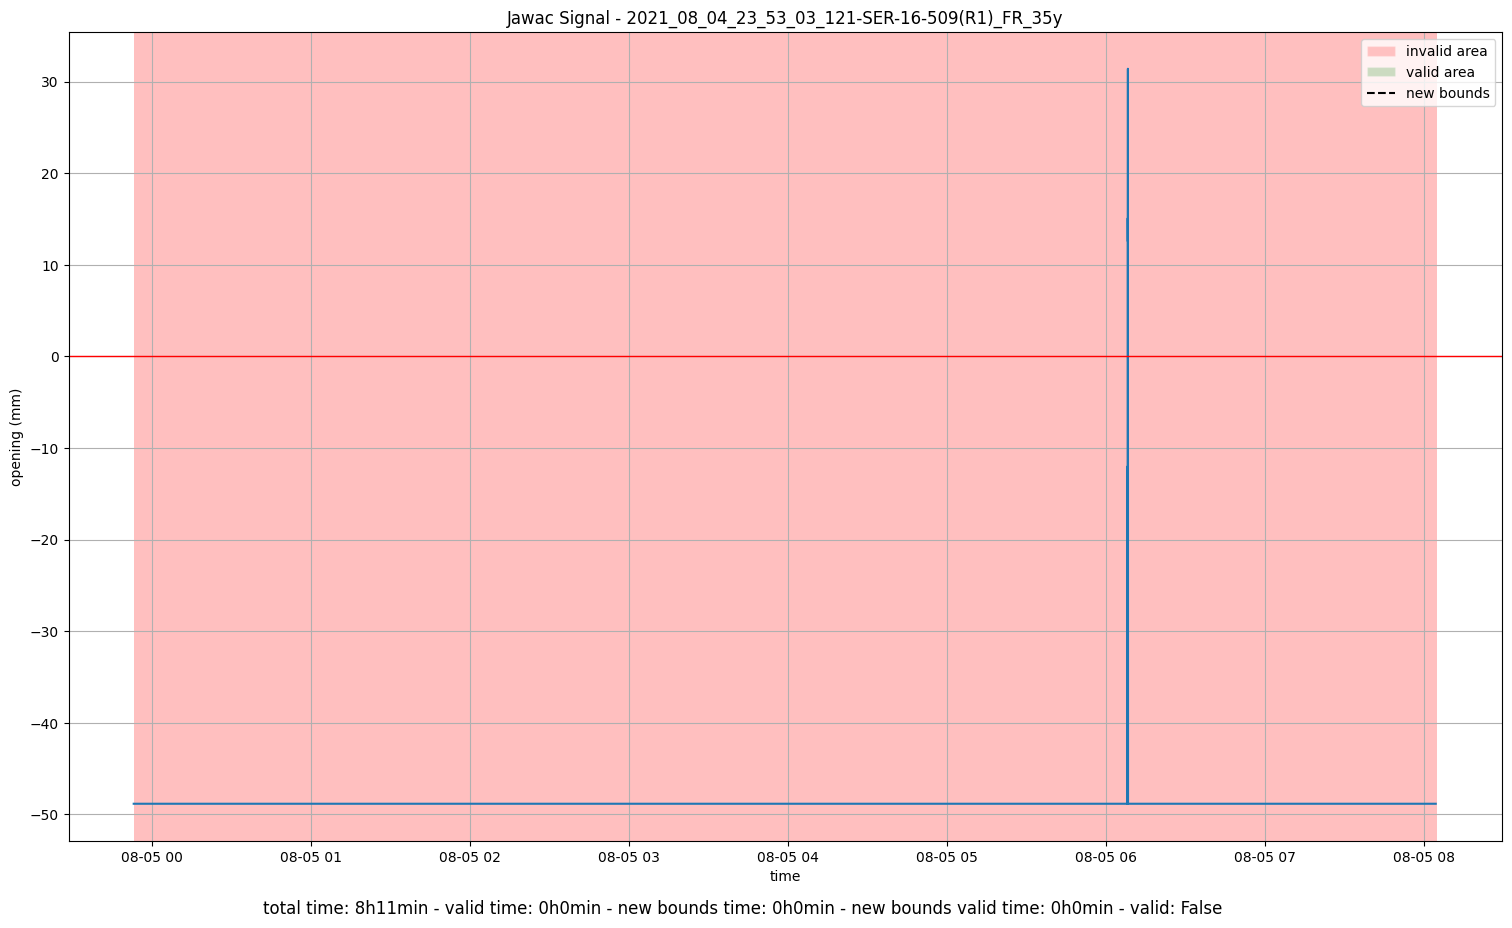 Jawac Signal - 2021_08_04_23_53_03_121-SER-16-509(R1)_FR_35y
invalid area
valid area
new bounds
30
20
10
0
−10
−20
−30
−40
−50
opening (mm)
08-05 00 08-05 01 08-05 02 08-05 03 08-05 04 08-05 05 08-05 06 08-05 07 08-05 08
time
total time: 8h11min - valid time: 0h0min - new bounds time: 0h0min - new bounds valid time: 0h0min - valid: False